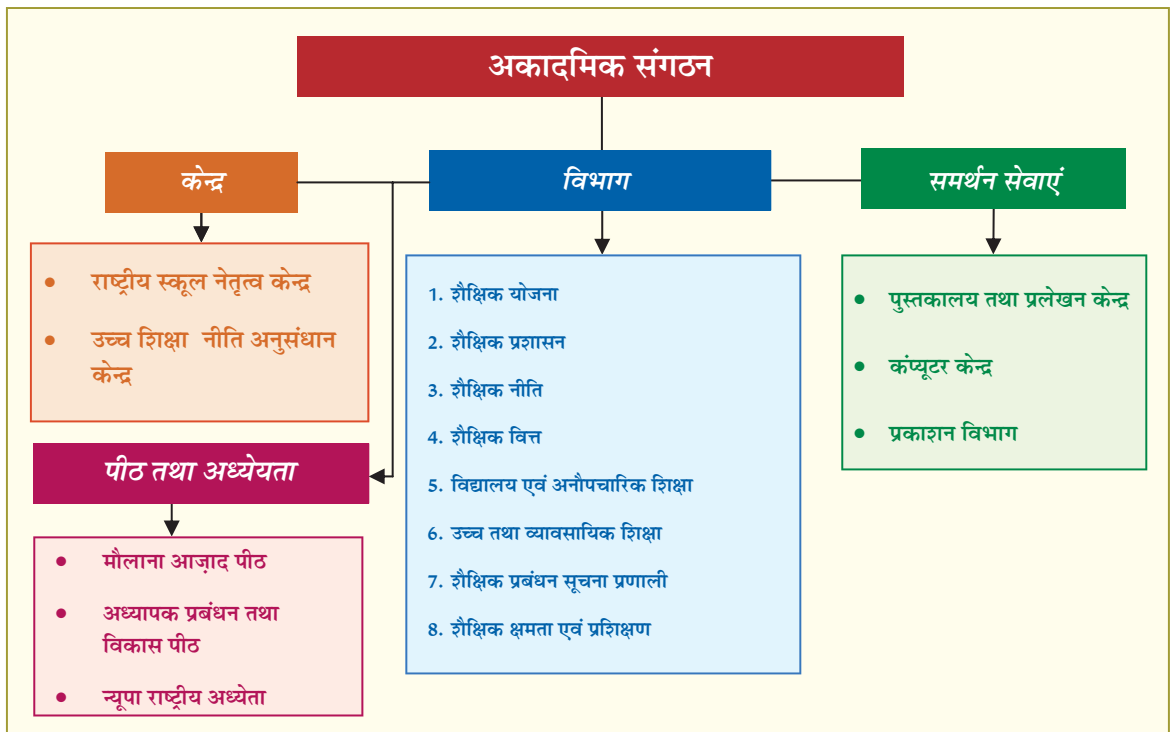 अकादमिक संगठन
केन्द्र
राष्ट्रीय स्कूल नेतृत्व केन्द्र
उच्च शिक्षा नीति अनुसंधान
केन्द्र
पीठ तथा अध्येयता
मौलाना आज़ाद पीठ
अध्यापक प्रबंधन तथा
विकास पीठ
न्यूपा राष्ट्रीय अध्येता
विभाग
1. शैक्षिक योजना
2. शैक्षिक प्रशासन
3. शैक्षिक नीति
4. शैक्षिक वित्त
5. विद्यालय एवं अनौपचारिक शिक्षा
6. उच्च तथा व्यावसायिक शिक्षा
7. शैक्षिक प्रबंधन सूचना प्रणाली
8. शैक्षिक क्षमता एवं प्रशिक्षण
समर्थन सेवाएं
पुस्तकालय तथा प्रलेखन केन्द्र
कंप्यूटर केन्द्र
प्रकाशन विभाग